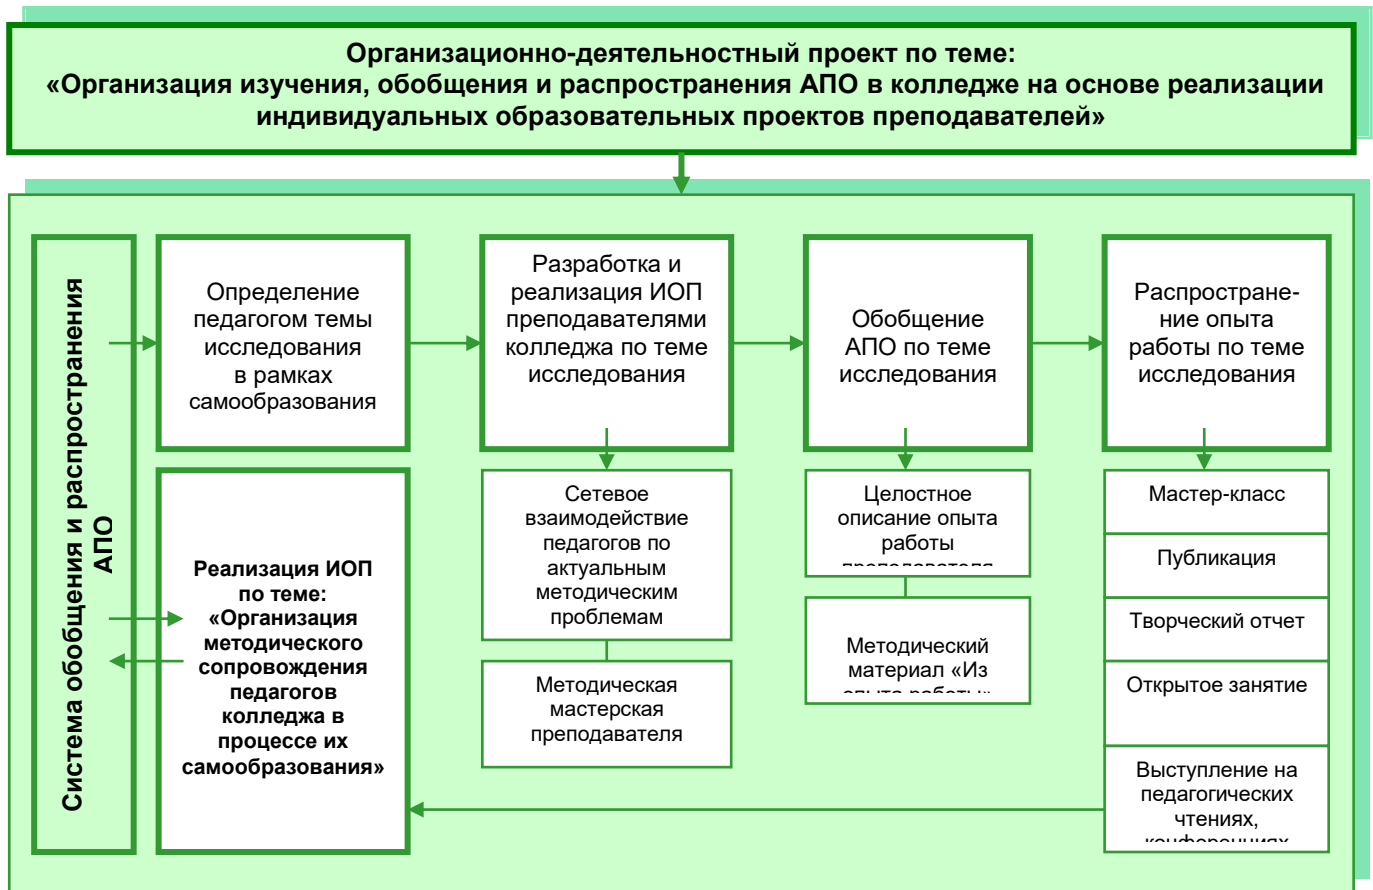 Организационно-деятельностный проект по теме:
«Организация изучения, обобщения и распространения АПО в колледже на основе реализации
индивидуальных образовательных проектов преподавателей»
Система обобщения и распространения
АПО
Определение
педагогом темы
исследования
в рамках
самообразования
Разработка и
реализация ИОП
преподавателями
колледжа по теме
исследования
Обобщение
АПО по теме
исследования
Распростране-
ние опыта
работы по теме
исследования
Реализация ИОП
по теме:
«Организация
методического
сопровождения
педагогов
колледжа в
процессе их
самообразования»
Сетевое
взаимодействие
педагогов по
актуальным
методическим
проблемам
Методическая
мастерская
преподавателя
Целостное
описание опыта
работы
преподавателя
Методический
материал «Из
опыта работы»
Мастер-класс
Публикация
Творческий отчет
Открытое занятие
Выступление на
педагогических
чтениях,
конференциях